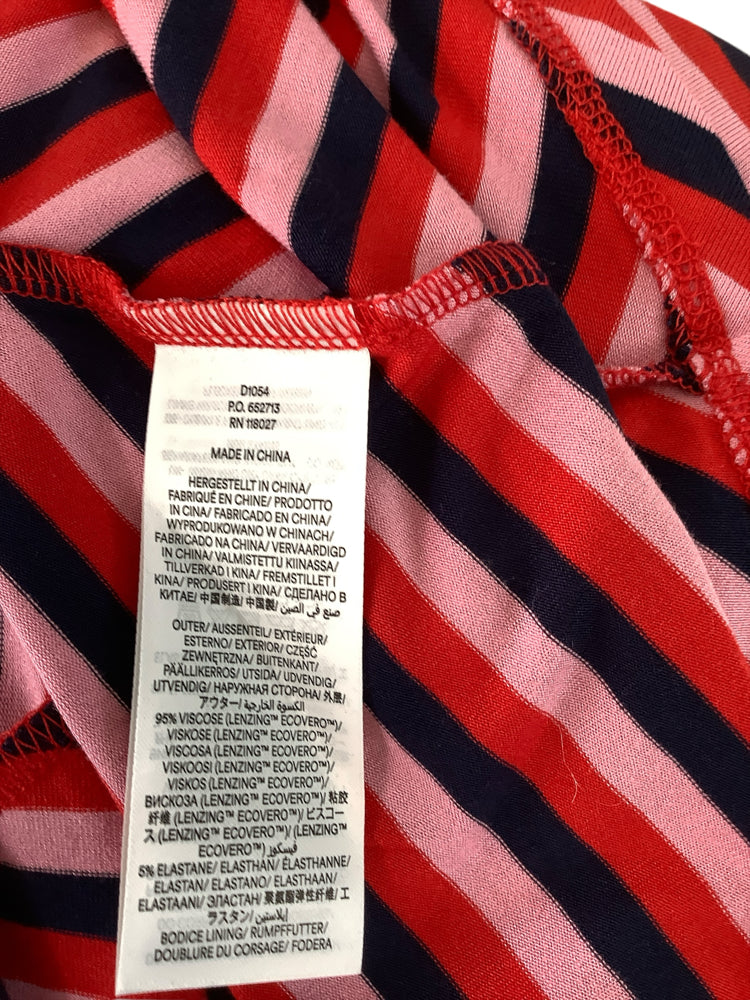 D1054
P.O. 652713
RN 118027
MADE IN CHINA
HERGESTELLT IN CHINA/
FABRIQUÉ EN CHINE/ PRODOTTO
IN CINA/ FABRICADO EN CHINA/
WYPRODUKOWANO W CHINACH/
FABRICADO NA CHINA/ VERVAARDIGD
IN CHINA/ VALMISTETTU KIINASSA/
TILLVERKAD I KINA/ FREMSTILLET I
KINA/ PRODUSERT I KINA/ СДЕЛАНО В
КИТАЕ/ 中国制造/ 中国製/ صنع في الصين
OUTER/ AUSSENTEIL/ EXTÉRIEUR/
ESTERNO/ EXTERIOR/ CZĘŚĆ
ZEWNĘTRZNA/ BUITENKANT/
PÄÄLLIKERROS/ UTSIDA/ UDVENDIG/
UTVENDIG/ НАРУЖНАЯ СТОРОНА/ 外层/
アウター/ الكسوة الخارجية
95% VISCOSE (LENZING™ ECOVERO™)/
VISKOSE (LENZING™ ECOVERO™)/
VISCOSA (LENZING™ ECOVERO™)/
VISKOOSI (LENZING™ ECOVERO™)/
VISKOS (LENZING™ ECOVERO™)/
ВИСКОЗА (LENZING™ ECOVERO™)/ 粘胶
纤维 (LENZING™ ECOVERO™)/ ビスコー
ス (LENZING™ ECOVERO™)/ (LENZING™
ECOVERO™) فيسكوز
5% ELASTANE/ ELASTHAN/ ÉLASTHANNE/
ELASTAN/ ELASTANO/ ELASTHAAN/
ELASTAANI/ ЭЛАСТАН/ 聚氨酯弹性纤维/ エ
ラスタン/ إيلاستين
BODICE LINING/ RUMPFFUTTER/
DOUBLURE DU CORSAGE/ FODERA